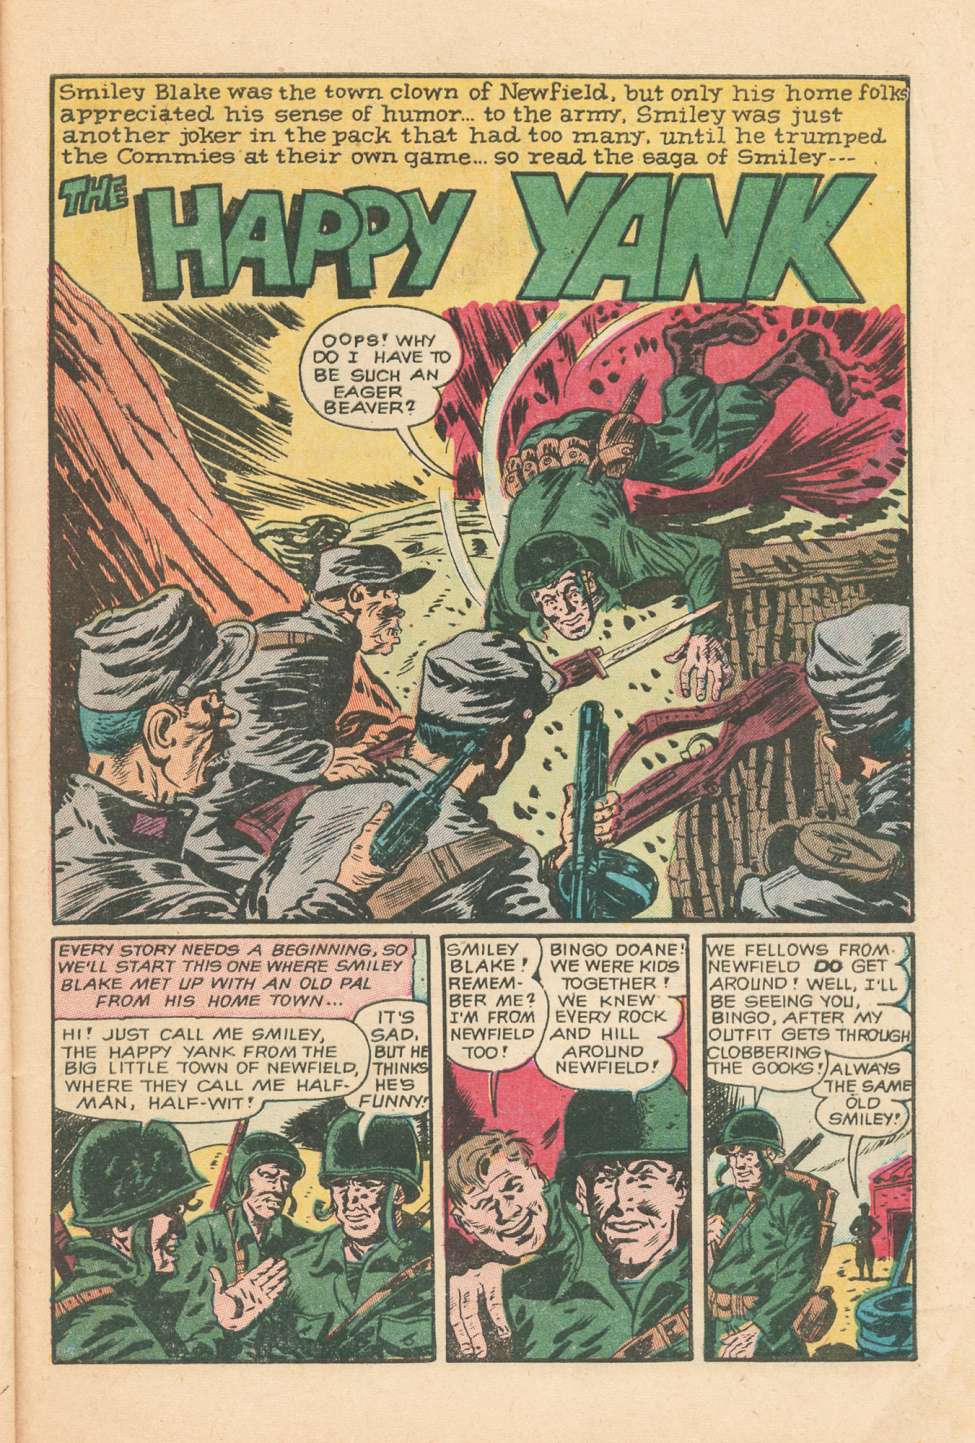 Smiley Blake was the town clown of Newfield, but only his home folks
appreciated his sense of humor... to the army, Smiley was just
another joker in the pack that had too many, until he trumped
the Commies at their own game... so read the saga of Smiley---
THE HAPPY YANK
OOPS! WHY
DO I HAVE TO
BE SUCH AN
EAGER
BEAVER?
EVERY STORY NEEDS A BEGINNING, SO
WE'LL START THIS ONE WHERE SMILEY
BLAKE MET UP WITH AN OLD PAL
FROM HIS HOME TOWN...
HI! JUST CALL ME SMILEY,
THE HAPPY YANK FROM THE
BIG LITTLE TOWN OF NEWFIELD,
WHERE THEY CALL ME HALF-
MAN, HALF-WIT!
IT'S
SAD,
BUT HE
THINKS
HE'S
FUNNY!
SMILEY
BLAKE!
REMEM-
BER ME?
I'M FROM
NEWFIELD
TOO!
BINGO DOANE!
WE WERE KIDS
TOGETHER!
WE KNEW
EVERY ROCK
AND HILL
AROUND
NEWFIELD!
WE FELLOWS FROM
NEWFIELD DO GET
AROUND! WELL, I'LL
BE SEEING YOU,
BINGO, AFTER MY
OUTFIT GETS THROUGH
CLOBBERING
THE GOOKS!
ALWAYS
THE SAME
OLD
SMILEY!